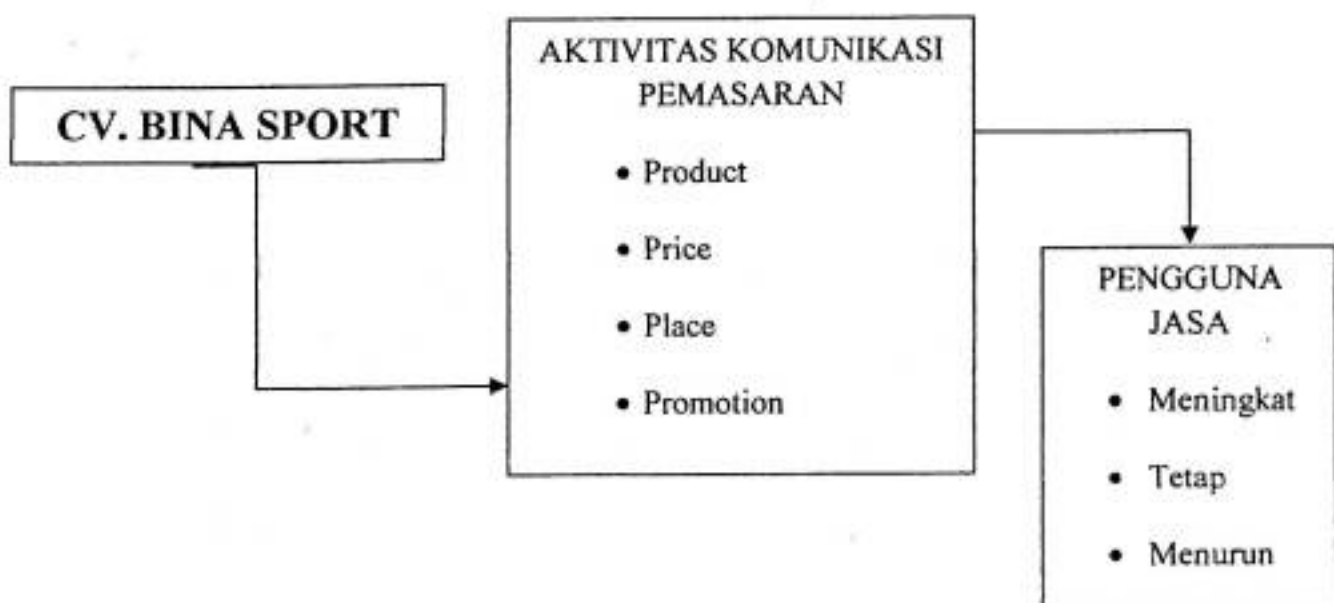 CV. BINA SPORT
AKTIVITAS KOMUNIKASI
PEMASARAN
• Product
• Price
• Place
• Promotion
PENGGUNA
JASA
• Meningkat
• Tetap
• Menurun